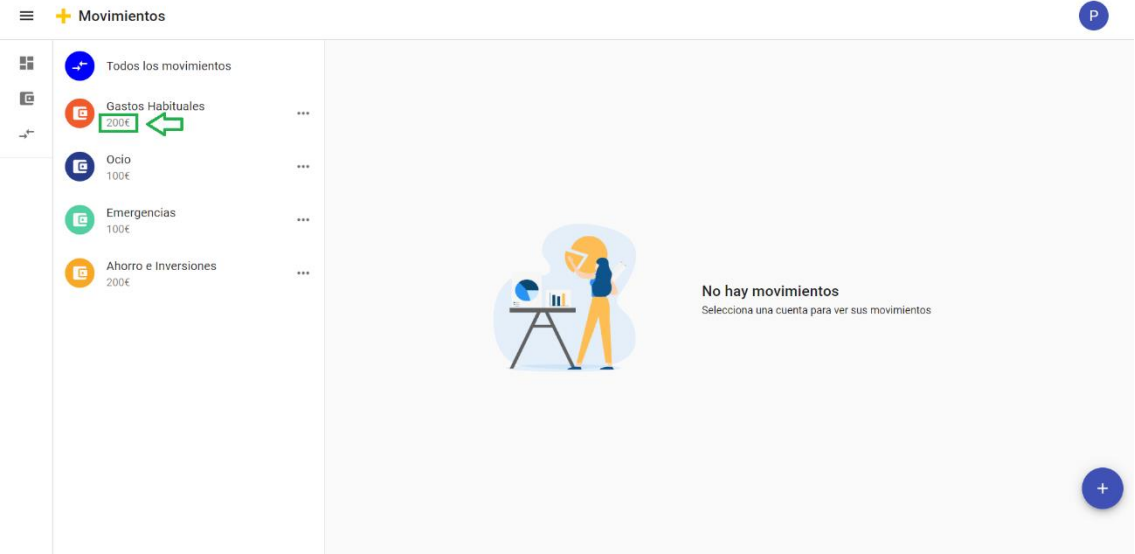 Movimientos
P
Todos los movimientos
Gastos Habituales
200€
Ocio
100€
Emergencias
100€
Ahorro e Inversiones
200€
No hay movimientos
Selecciona una cuenta para ver sus movimientos